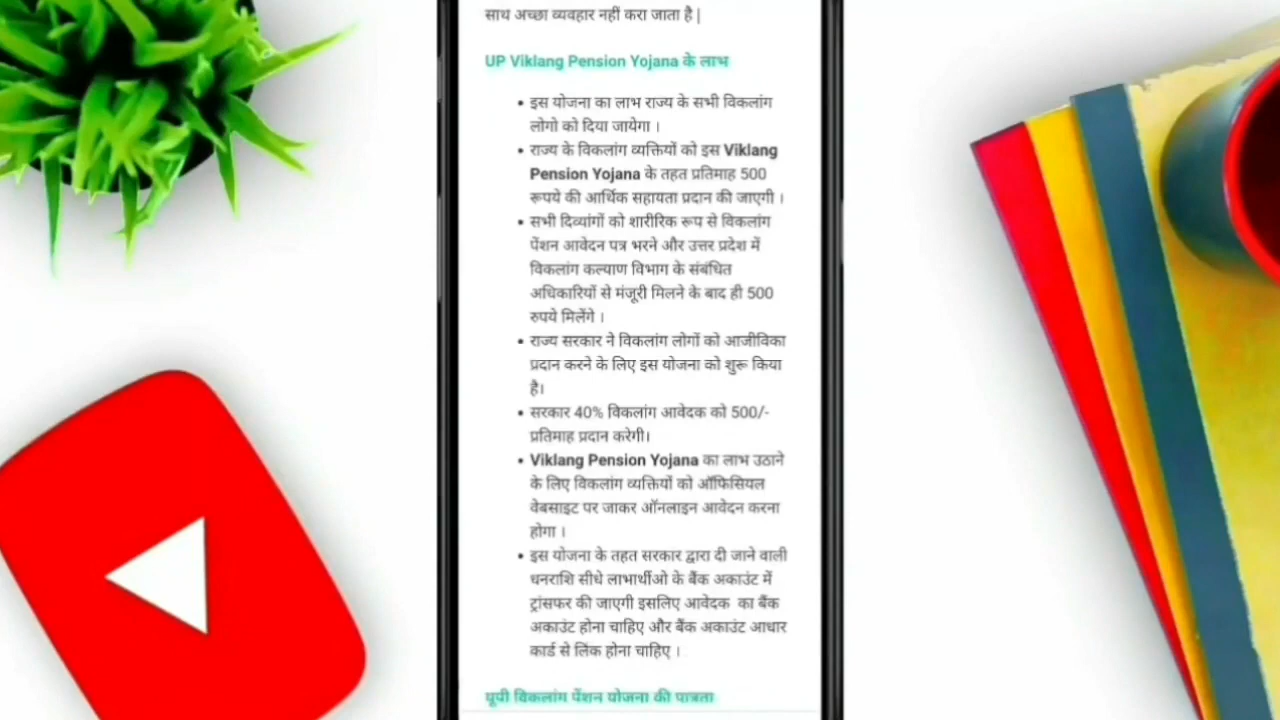 साथ अच्छा व्यवहार नहीं करा जाता है |
UP Viklang Pension Yojana के लाभ
• इस योजना का लाभ राज्य के सभी विकलांग
लोगो को दिया जायेगा ।
• राज्य के विकलांग व्यक्तियों को इस Viklang
Pension Yojana के तहत प्रतिमाह 500
रूपये की आर्थिक सहायता प्रदान की जाएगी ।
• सभी दिव्यांगों को शारीरिक रूप से विकलांग
पेंशन आवेदन पत्र भरने और उत्तर प्रदेश में
विकलांग कल्याण विभाग के संबंधित
अधिकारियों से मंजूरी मिलने के बाद ही 500
रुपये मिलेंगे ।
• राज्य सरकार ने विकलांग लोगों को आजीविका
प्रदान करने के लिए इस योजना को शुरू किया
है।
• सरकार 40% विकलांग आवेदक को 500/-
प्रतिमाह प्रदान करेगी।
• Viklang Pension Yojana का लाभ उठाने
के लिए विकलांग व्यक्तियों को ऑफिसियल
वेबसाइट पर जाकर ऑनलाइन आवेदन करना
होगा ।
• इस योजना के तहत सरकार द्वारा दी जाने वाली
धनराशि सीधे लाभार्थीओ के बैंक अकाउंट में
ट्रांसफर की जाएगी इसलिए आवेदक का बैंक
अकाउंट होना चाहिए और बैंक अकाउंट आधार
कार्ड से लिंक होना चाहिए ।
यूपी विकलांग पेंशन योजना की पात्रता